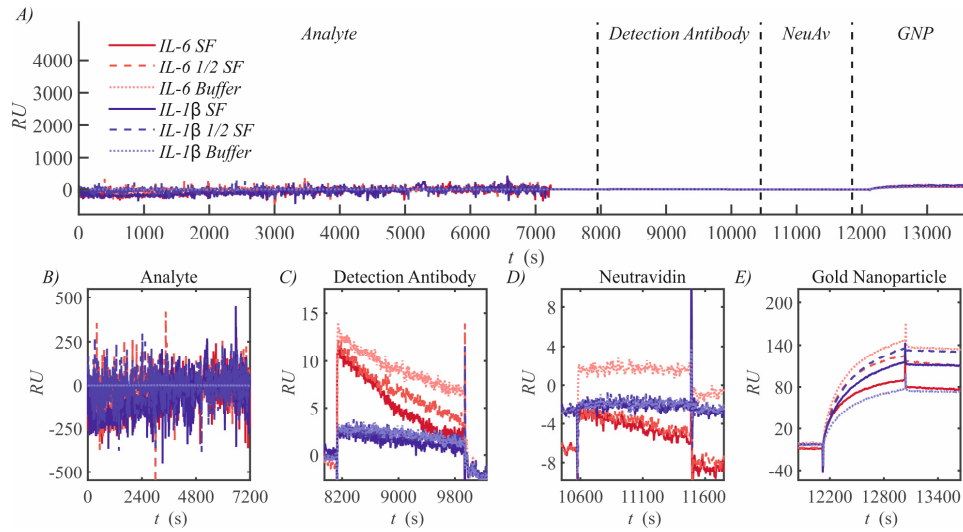 A)
Analyte
Detection Antibody
NeuAv
GNP
IL-6 SF
IL-6 1/2 SF
IL-6 Buffer
IL-1β SF
IL-1β 1/2 SF
IL-1β Buffer
RU
4000
3000
2000
1000
0
0 1000 2000 3000 4000 5000 6000 7000 8000 9000 10000 11000 12000 13000
t (s)
B) Analyte
RU
500
250
0
-250
-500
0 2400 4800 7200
t (s)
C) Detection Antibody
RU
15
10
5
0
8200 9000 9800
t (s)
D) Neutravidin
RU
8
4
0
-4
-8
10600 11100 11600
t (s)
E) Gold Nanoparticle
RU
200
140
80
20
-40
12200 12800 13400
t (s)